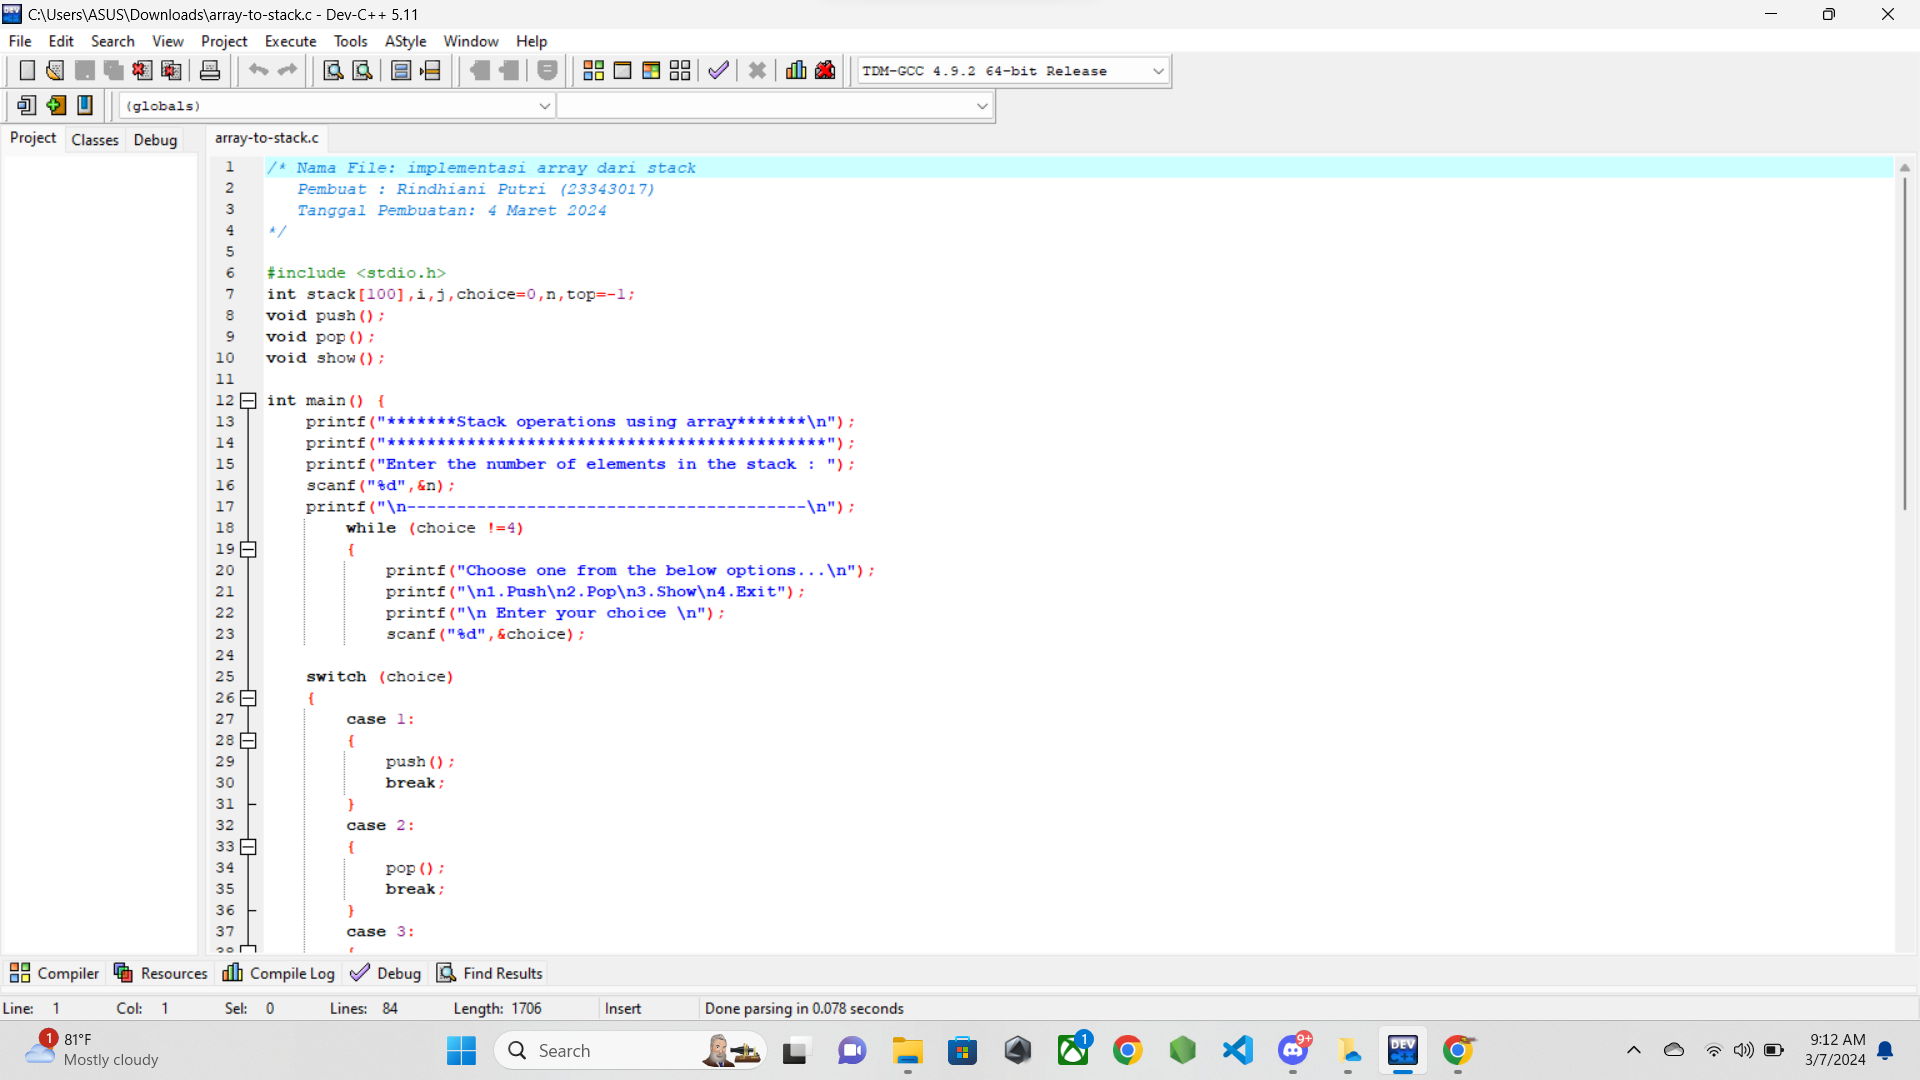 C:\Users\ASUS\Downloads\array-to-stack.c - Dev-C++ 5.11
File Edit Search View Project Execute Tools AStyle Window Help
TDM-GCC 4.9.2 64-bit Release
(globals)
Project Classes Debug
array-to-stack.c
1 /* Nama File: implementasi array dari stack
2 Pembuat : Rindhiani Putri (23343017)
3 Tanggal Pembuatan: 4 Maret 2024
4 */
5
6 #include <stdio.h>
7 int stack[100],i,j,choice=0,n,top=-1;
8 void push();
9 void pop();
10 void show();
11
12 int main() {
13 printf("*******Stack operations using array*******\n");
14 printf("********************************************");
15 printf("Enter the number of elements in the stack : ");
16 scanf("%d",&n);
17 printf("\n----------------------------------------\n");
18 while (choice !=4)
19 {
20 printf("Choose one from the below options...\n");
21 printf("\n1.Push\n2.Pop\n3.Show\n4.Exit");
22 printf("\n Enter your choice \n");
23 scanf("%d",&choice);
24
25 switch (choice)
26 {
27 case 1:
28 {
29 push();
30 break;
31 }
32 case 2:
33 {
34 pop();
35 break;
36 }
37 case 3:
38 {
Compiler Resources Compile Log Debug Find Results
Line: 1 Col: 1 Sel: 0 Lines: 84 Length: 1706 Insert Done parsing in 0.078 seconds
1
81°F
Mostly cloudy
Search
1
9+
DEV
C++
9:12 AM
3/7/2024